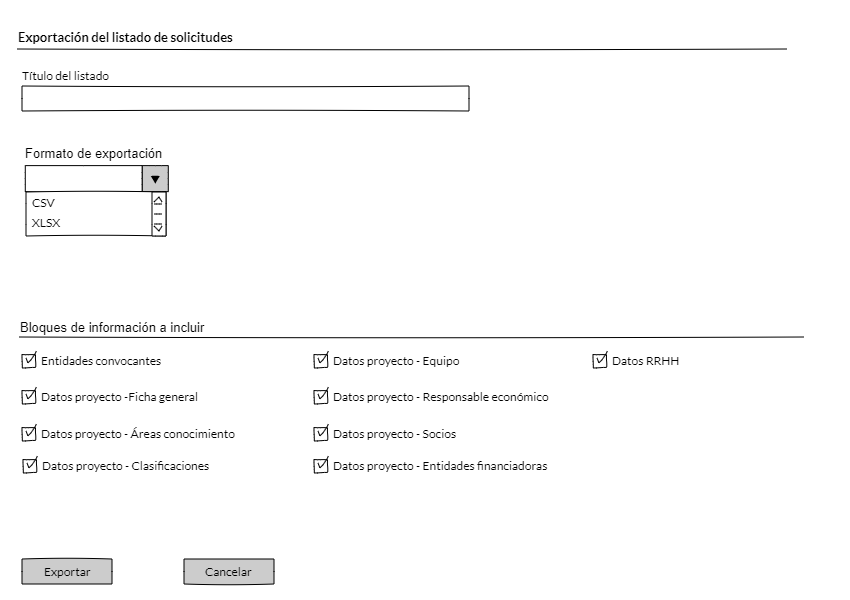 Exportación del listado de solicitudes
Título del listado
Formato de exportación
CSV
XLSX
Bloques de información a incluir
Entidades convocantes
Datos proyecto - Equipo
Datos RRHH
Datos proyecto -Ficha general
Datos proyecto - Responsable económico
Datos proyecto - Áreas conocimiento
Datos proyecto - Socios
Datos proyecto - Clasificaciones
Datos proyecto - Entidades financiadoras
Exportar
Cancelar